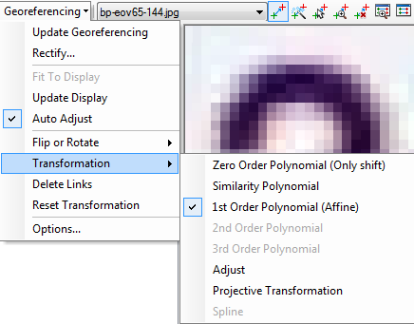 Georeferencing bp-eov65-144.jpg
Update Georeferencing
Rectify...
Fit To Display
Update Display
Auto Adjust
Flip or Rotate
Transformation
Delete Links
Reset Transformation
Options...
Zero Order Polynomial (Only shift)
Similarity Polynomial
1st Order Polynomial (Affine)
2nd Order Polynomial
3rd Order Polynomial
Adjust
Projective Transformation
Spline